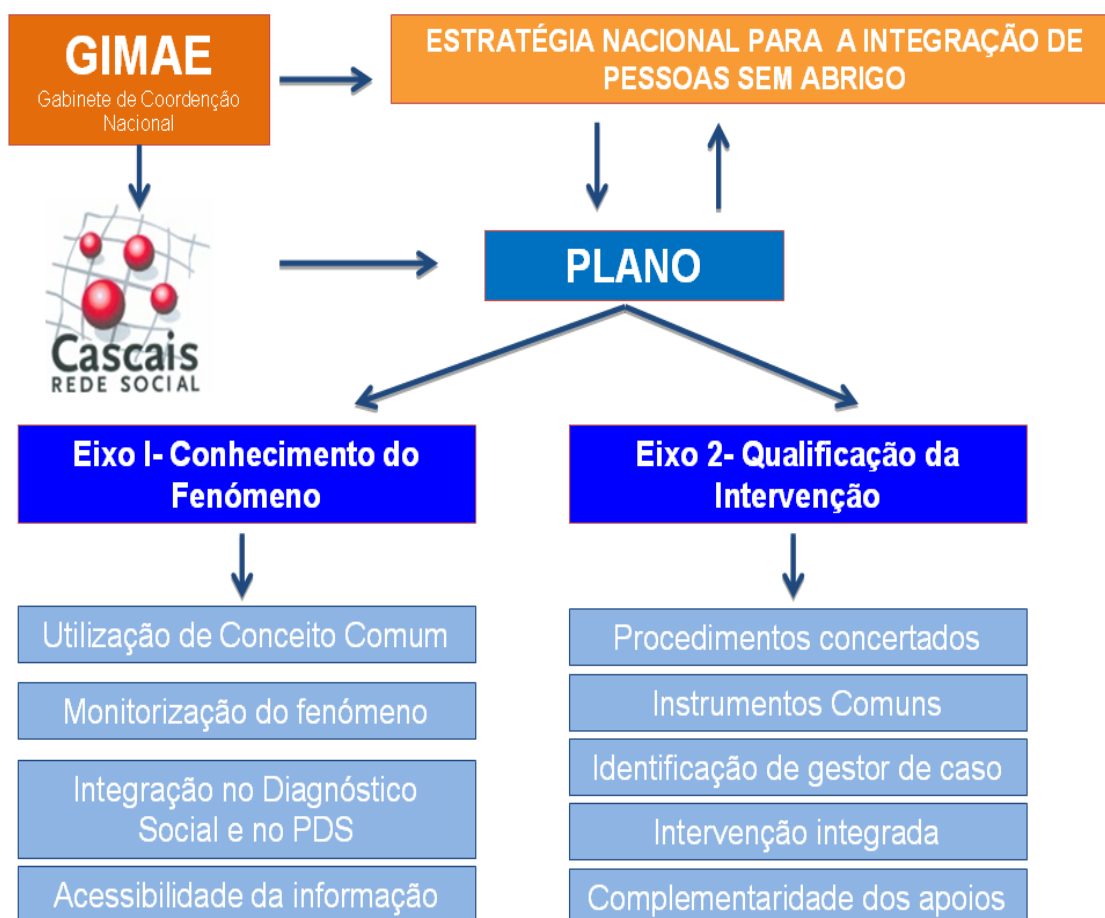 GIMAE
Gabinete de Coordenção
Nacional
ESTRATÉGIA NACIONAL PARA A INTEGRAÇÃO DE
PESSOAS SEM ABRIGO
Cascais
REDE SOCIAL
PLANO
Eixo I- Conhecimento do
Fenómeno
Eixo 2- Qualificação da
Intervenção
Utilização de Conceito Comum
Monitorização do fenómeno
Integração no Diagnóstico
Social e no PDS
Acessibilidade da informação
Procedimentos concertados
Instrumentos Comuns
Identificação de gestor de caso
Intervenção integrada
Complementaridade dos apoios